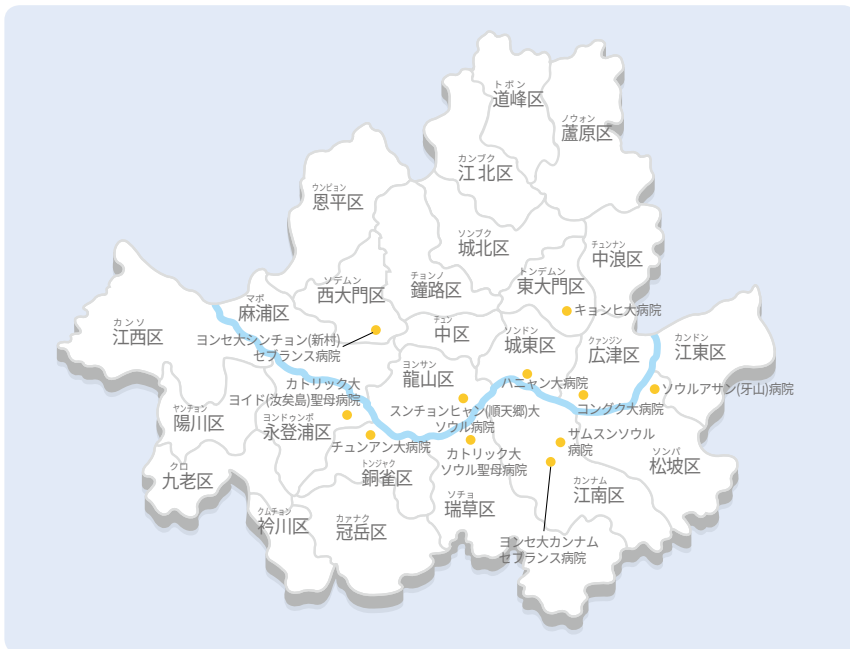 トボン
道峰区
ノウォン
蘆原区
カンブク
江北区
ウンピョン
恩平区
ソンブク
城北区
チュンナン
中浪区
チョンノ
鐘路区
トンデムン
東大門区
ソデムン
西大門区
マポ
麻浦区
キョンヒ大病院
カンソ
江西区
チュン
中区
ソンドン
城東区
クァンジン
広津区
カンドン
江東区
ヨンセ大シンチョン(新村)
セブランス病院
ヨンサン
龍山区
カトリック大
ヨイド(汝矣島)聖母病院
ハニャン大病院
ソウルアサン(牙山)病院
コングク大病院
スンチョンヒャン(順天郷)大
ソウル病院
ヤンチョン
陽川区
ヨンドゥンポ
永登浦区
チュンアン大病院
サムスンソウル
病院
カトリック大
ソウル聖母病院
ソンパ
松坡区
クロ
九老区
トンジャク
銅雀区
カンナム
江南区
ソチョ
瑞草区
クムチョン
衿川区
カァナク
冠岳区
ヨンセ大カンナム
セブランス病院